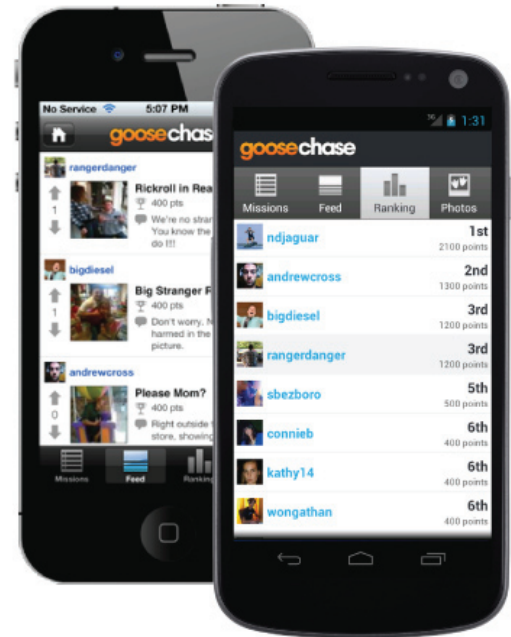 No Service 5:07 PM
goosechas
rangerdanger
Rickroll in Rea
400 pts
1
We're no stran
You know the
do I!!!
bigdiesel
Big Stranger F
400 pts
1
Don't worry, N
harmed in the
picture.
andrewcross
Please Mom?
400 pts
0
Right outside t
store, showing
Missions Feed Ranking
3G 1:31
goosechase
Missions Feed Ranking Photos
ndjaguar 1st
2100 points
andrewcross 2nd
1300 points
bigdiesel 3rd
1200 points
rangerdanger 3rd
1200 points
sbezboro 5th
500 points
connieb 6th
400 points
kathy14 6th
400 points
wongathan 6th
400 points